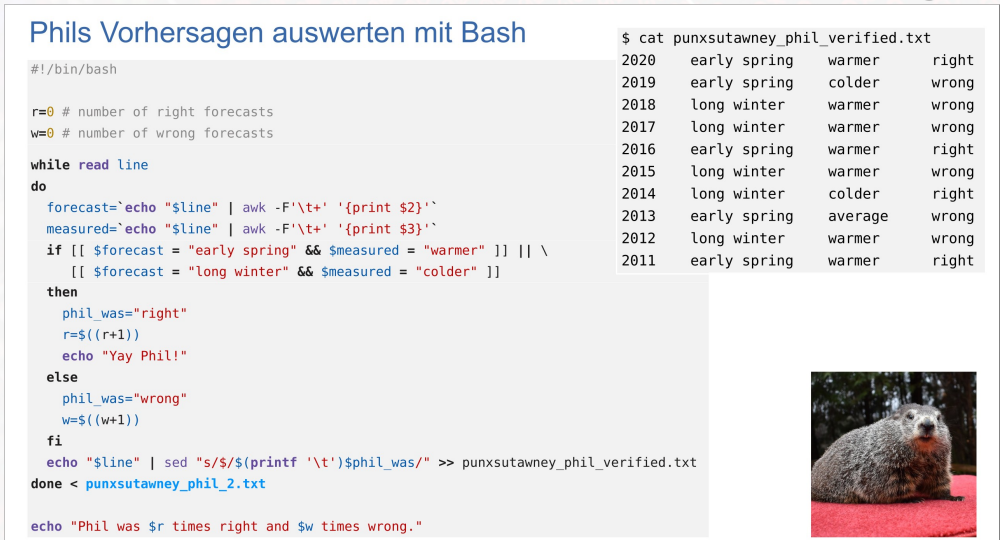 Phils Vorhersagen auswerten mit Bash
#!/bin/bash
r=0 # number of right forecasts
w=0 # number of wrong forecasts
while read line
do
  forecast=`echo "$line" | awk -F'\t+' '{print $2}'`
  measured=`echo "$line" | awk -F'\t+' '{print $3}'`
  if [[ $forecast = "early spring" && $measured = "warmer" ]] || \
     [[ $forecast = "long winter" && $measured = "colder" ]]
  then
    phil_was="right"
    r=$((r+1))
    echo "Yay Phil!"
  else
    phil_was="wrong"
    w=$((w+1))
  fi
  echo "$line" | sed "s/$/$(printf '\t')$phil_was/" >> punxsutawney_phil_verified.txt
done < punxsutawney_phil_2.txt
echo "Phil was $r times right and $w times wrong."
$ cat punxsutawney_phil_verified.txt
2020    early spring    warmer      right
2019    early spring    colder      wrong
2018    long winter     warmer      wrong
2017    long winter     warmer      wrong
2016    early spring    warmer      right
2015    long winter     warmer      wrong
2014    long winter     colder      right
2013    early spring    average     wrong
2012    long winter     warmer      wrong
2011    early spring    warmer      right